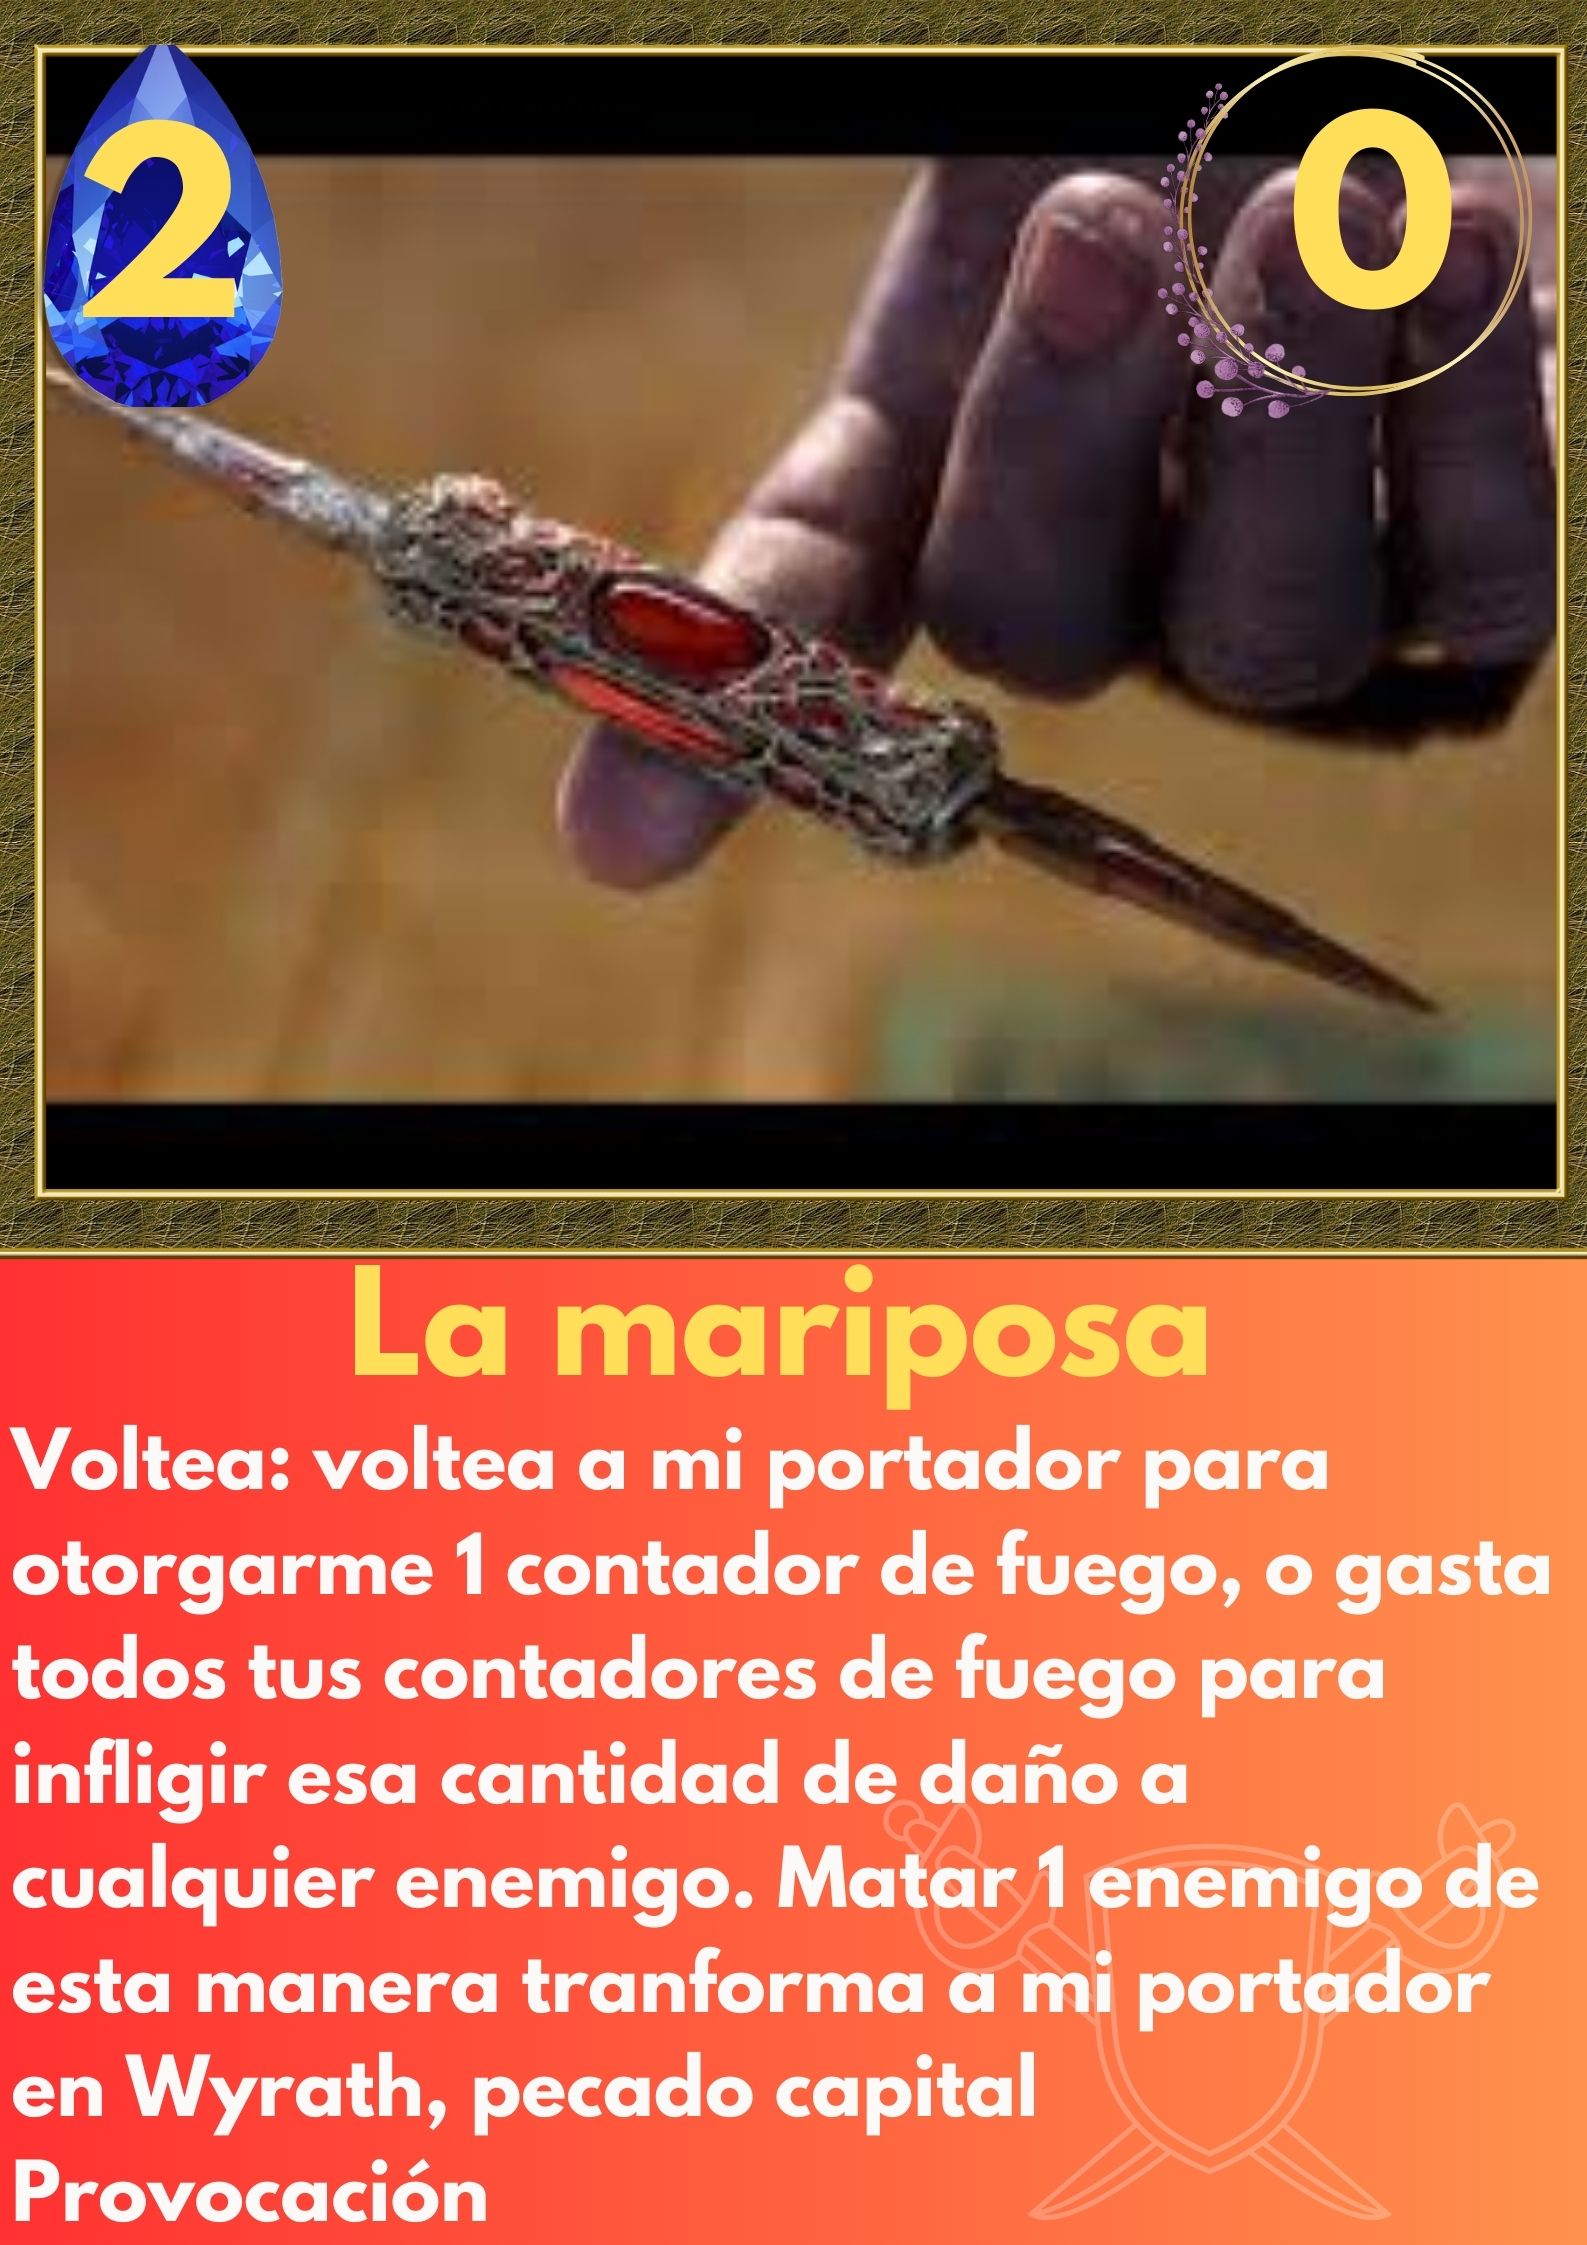 2
0
La mariposa
Voltea: voltea a mi portador para
otorgarme 1 contador de fuego, o gasta
todos tus contadores de fuego para
infligir esa cantidad de daño a
cualquier enemigo. Matar 1 enemigo de
esta manera tranforma a mi portador
en Wyrath, pecado capital
Provocación